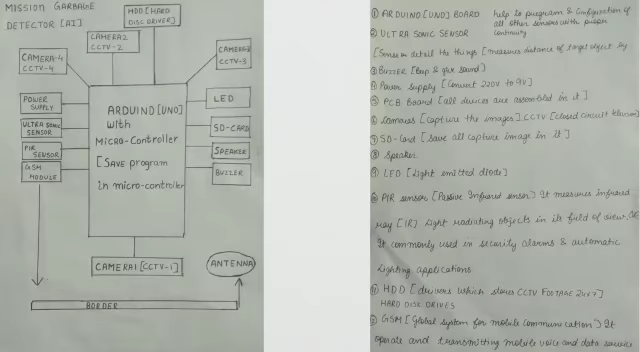 MISSION GARBAGE
DETECTOR [AI]
HDD [HARD
DISC DRIVER]
CAMERA2
CCTV-2
CAMERA-4
CCTV-4
CAMERA3
CCTV-3
POWER
SUPPLY
ULTRA SONIC
SENSOR
PIR
SENSOR
GSM
MODULE
ARDUINO [UNO]
with
MICRO-Controller
[Save program
in micro-controller
LED
SD-CARD
SPEAKER
BUZZER
CAMERA1 [CCTV-1]
ANTENNA
BORDER
① ARDUINO [UNO] BOARD help to program & configuration of
all other sensors with proper
continuity
② ULTRA SONIC SENSOR
[Senses in detail the things [measures distance of target object by
③ BUZZER [Beep & give sound]
④ Power Supply [Convert 220V to 9V]
⑤ PCB Board [all devices are assembled in it]
⑥ Cameras [capture the images] CCTV [closed circuit
⑦ SD-Card [Save all capture image in it]
⑧ Speaker
⑨ LED [Light emitted diode]
⑩ PIR sensor [Passive Infrared sensor] It measures infrared
ray [IR] light radiating objects in its field of view.
It commonly used in security alarms & automatic
lighting applications
⑪ HDD [ which stores CCTV FOOTAGE 24x7]
HARD DISC DRIVES
GSM [Global system for mobile communication] It
operate and transmitting mobile voice and data service